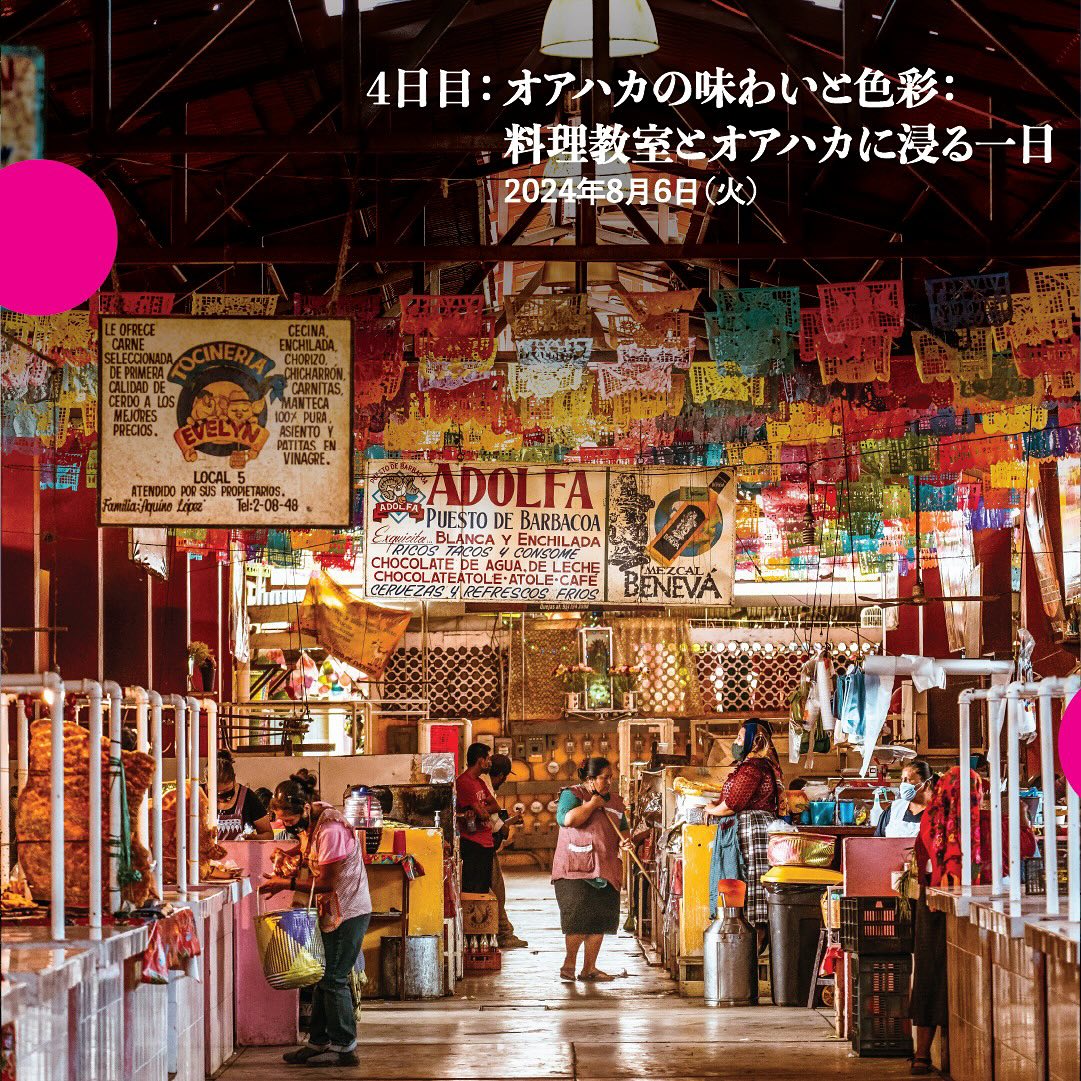 4日目：オアハカの味わいと色彩：
料理教室とオアハカに浸る一日
2024年8月6日（火）
LE OFRECE
CARNE
SELECCIONADA
DE PRIMERA
CALIDAD DE
CERDO A LOS
MEJORES
PRECIOS.
TOCINERIA
EVELYN
CECINA,
ENCHILADA,
CHORIZO,
CHICHARRÓN,
CARNITAS,
MANTECA
100% PURA,
ASIENTO Y
PATITAS EN
VINAGRE.
LOCAL 5
ATENDIDO POR SUS PROPIETARIOS.
Familia: Aquino López Tel: 2-08-48
PUESTO DE BARBACOA
ADOLFA
ADOLFA
PUESTO DE BARBACOA
Exquisita... BLANCA Y ENCHILADA
RICOS TACOS Y CONSOME
CHOCOLATE DE AGUA, DE LECHE
CHOCOLATEATOLE·ATOLE·CAFÉ
CERVEZAS Y REFRESCOS FRIOS
MEZCAL
BENEVÁ